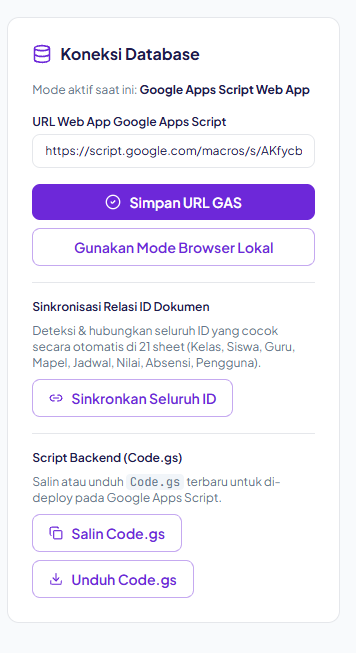 Koneksi Database
Mode aktif saat ini: Google Apps Script Web App
URL Web App Google Apps Script
https://script.google.com/macros/s/AKfycb
Simpan URL GAS
Gunakan Mode Browser Lokal
Sinkronisasi Relasi ID Dokumen
Deteksi & hubungkan seluruh ID yang cocok
secara otomatis di 21 sheet (Kelas, Siswa, Guru,
Mapel, Jadwal, Nilai, Absensi, Pengguna).
Sinkronkan Seluruh ID
Script Backend (Code.gs)
Salin atau unduh Code.gs terbaru untuk di-
deploy pada Google Apps Script.
Salin Code.gs
Unduh Code.gs